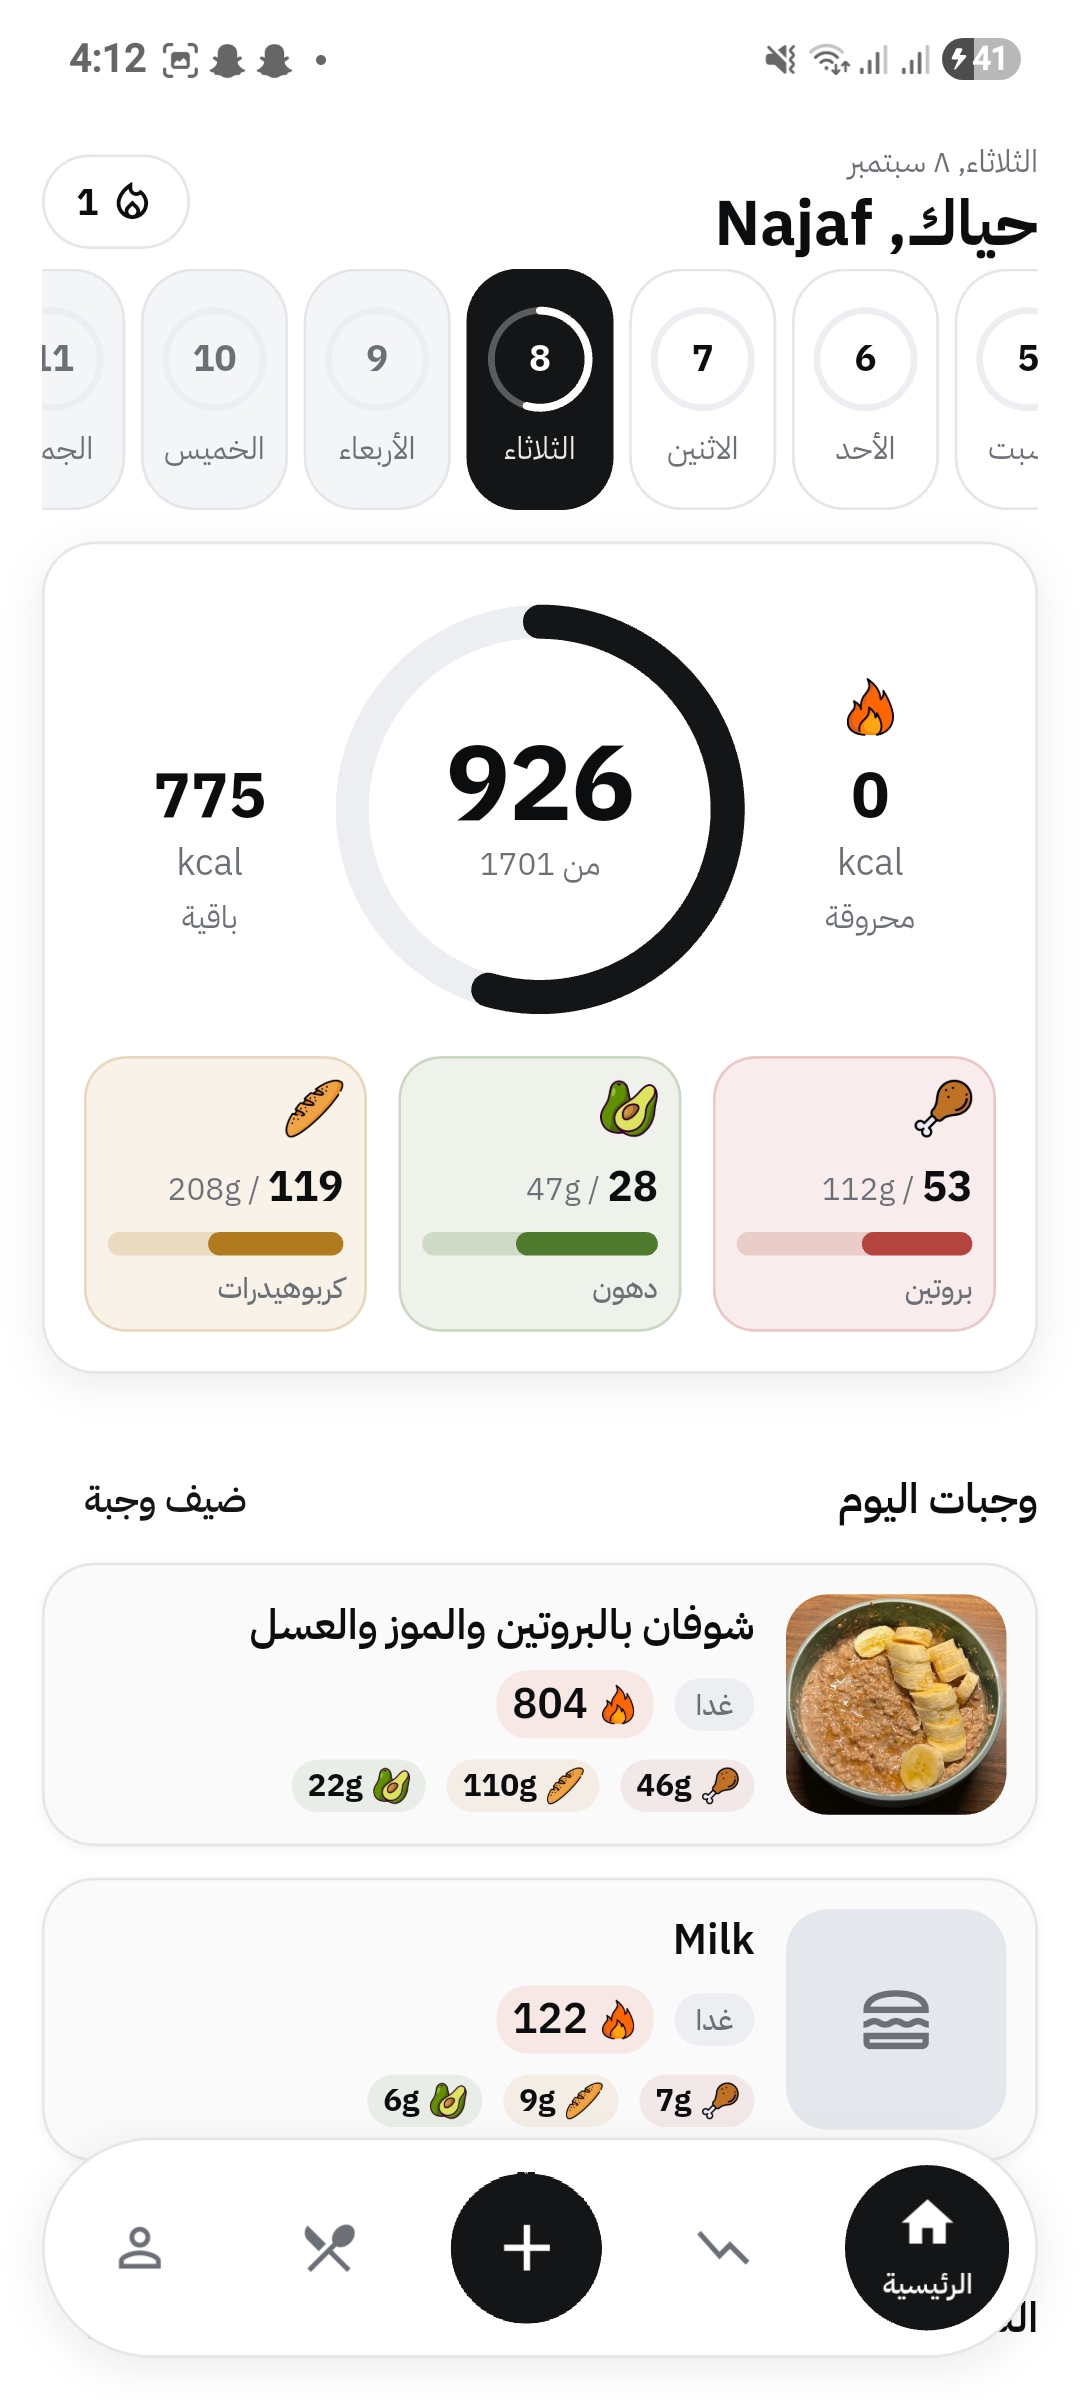 4:12
41
الثلاثاء, ٨ سبتمبر
حياك, Najaf
1
5 6 7 8 9 10 11
سبت الأحد الاثنين الثلاثاء الأربعاء الخميس الجم
926
من 1701
0
kcal
محروقة
775
kcal
باقية
53 / 112g
بروتين
28 / 47g
دهون
119 / 208g
كربوهيدرات
وجبات اليوم
ضيف وجبة
شوفان بالبروتين والموز والعسل
غدا
804
46g 110g 22g
Milk
غدا
122
7g 9g 6g
الرئيسية